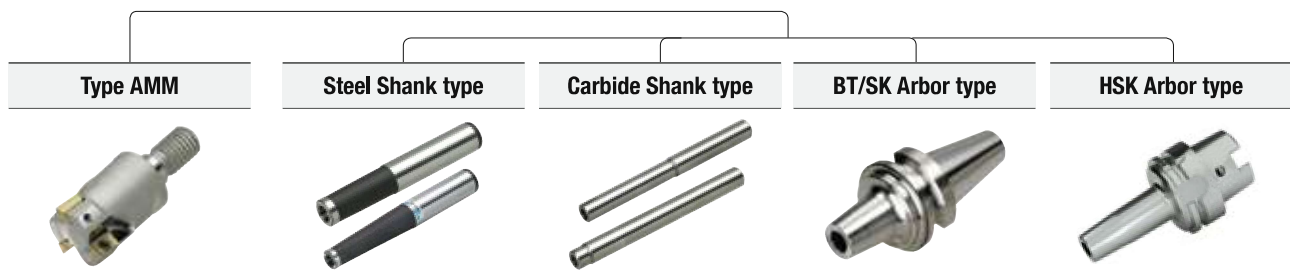 Type AMM
Steel Shank type
Carbide Shank type
BT/SK Arbor type
HSK Arbor type